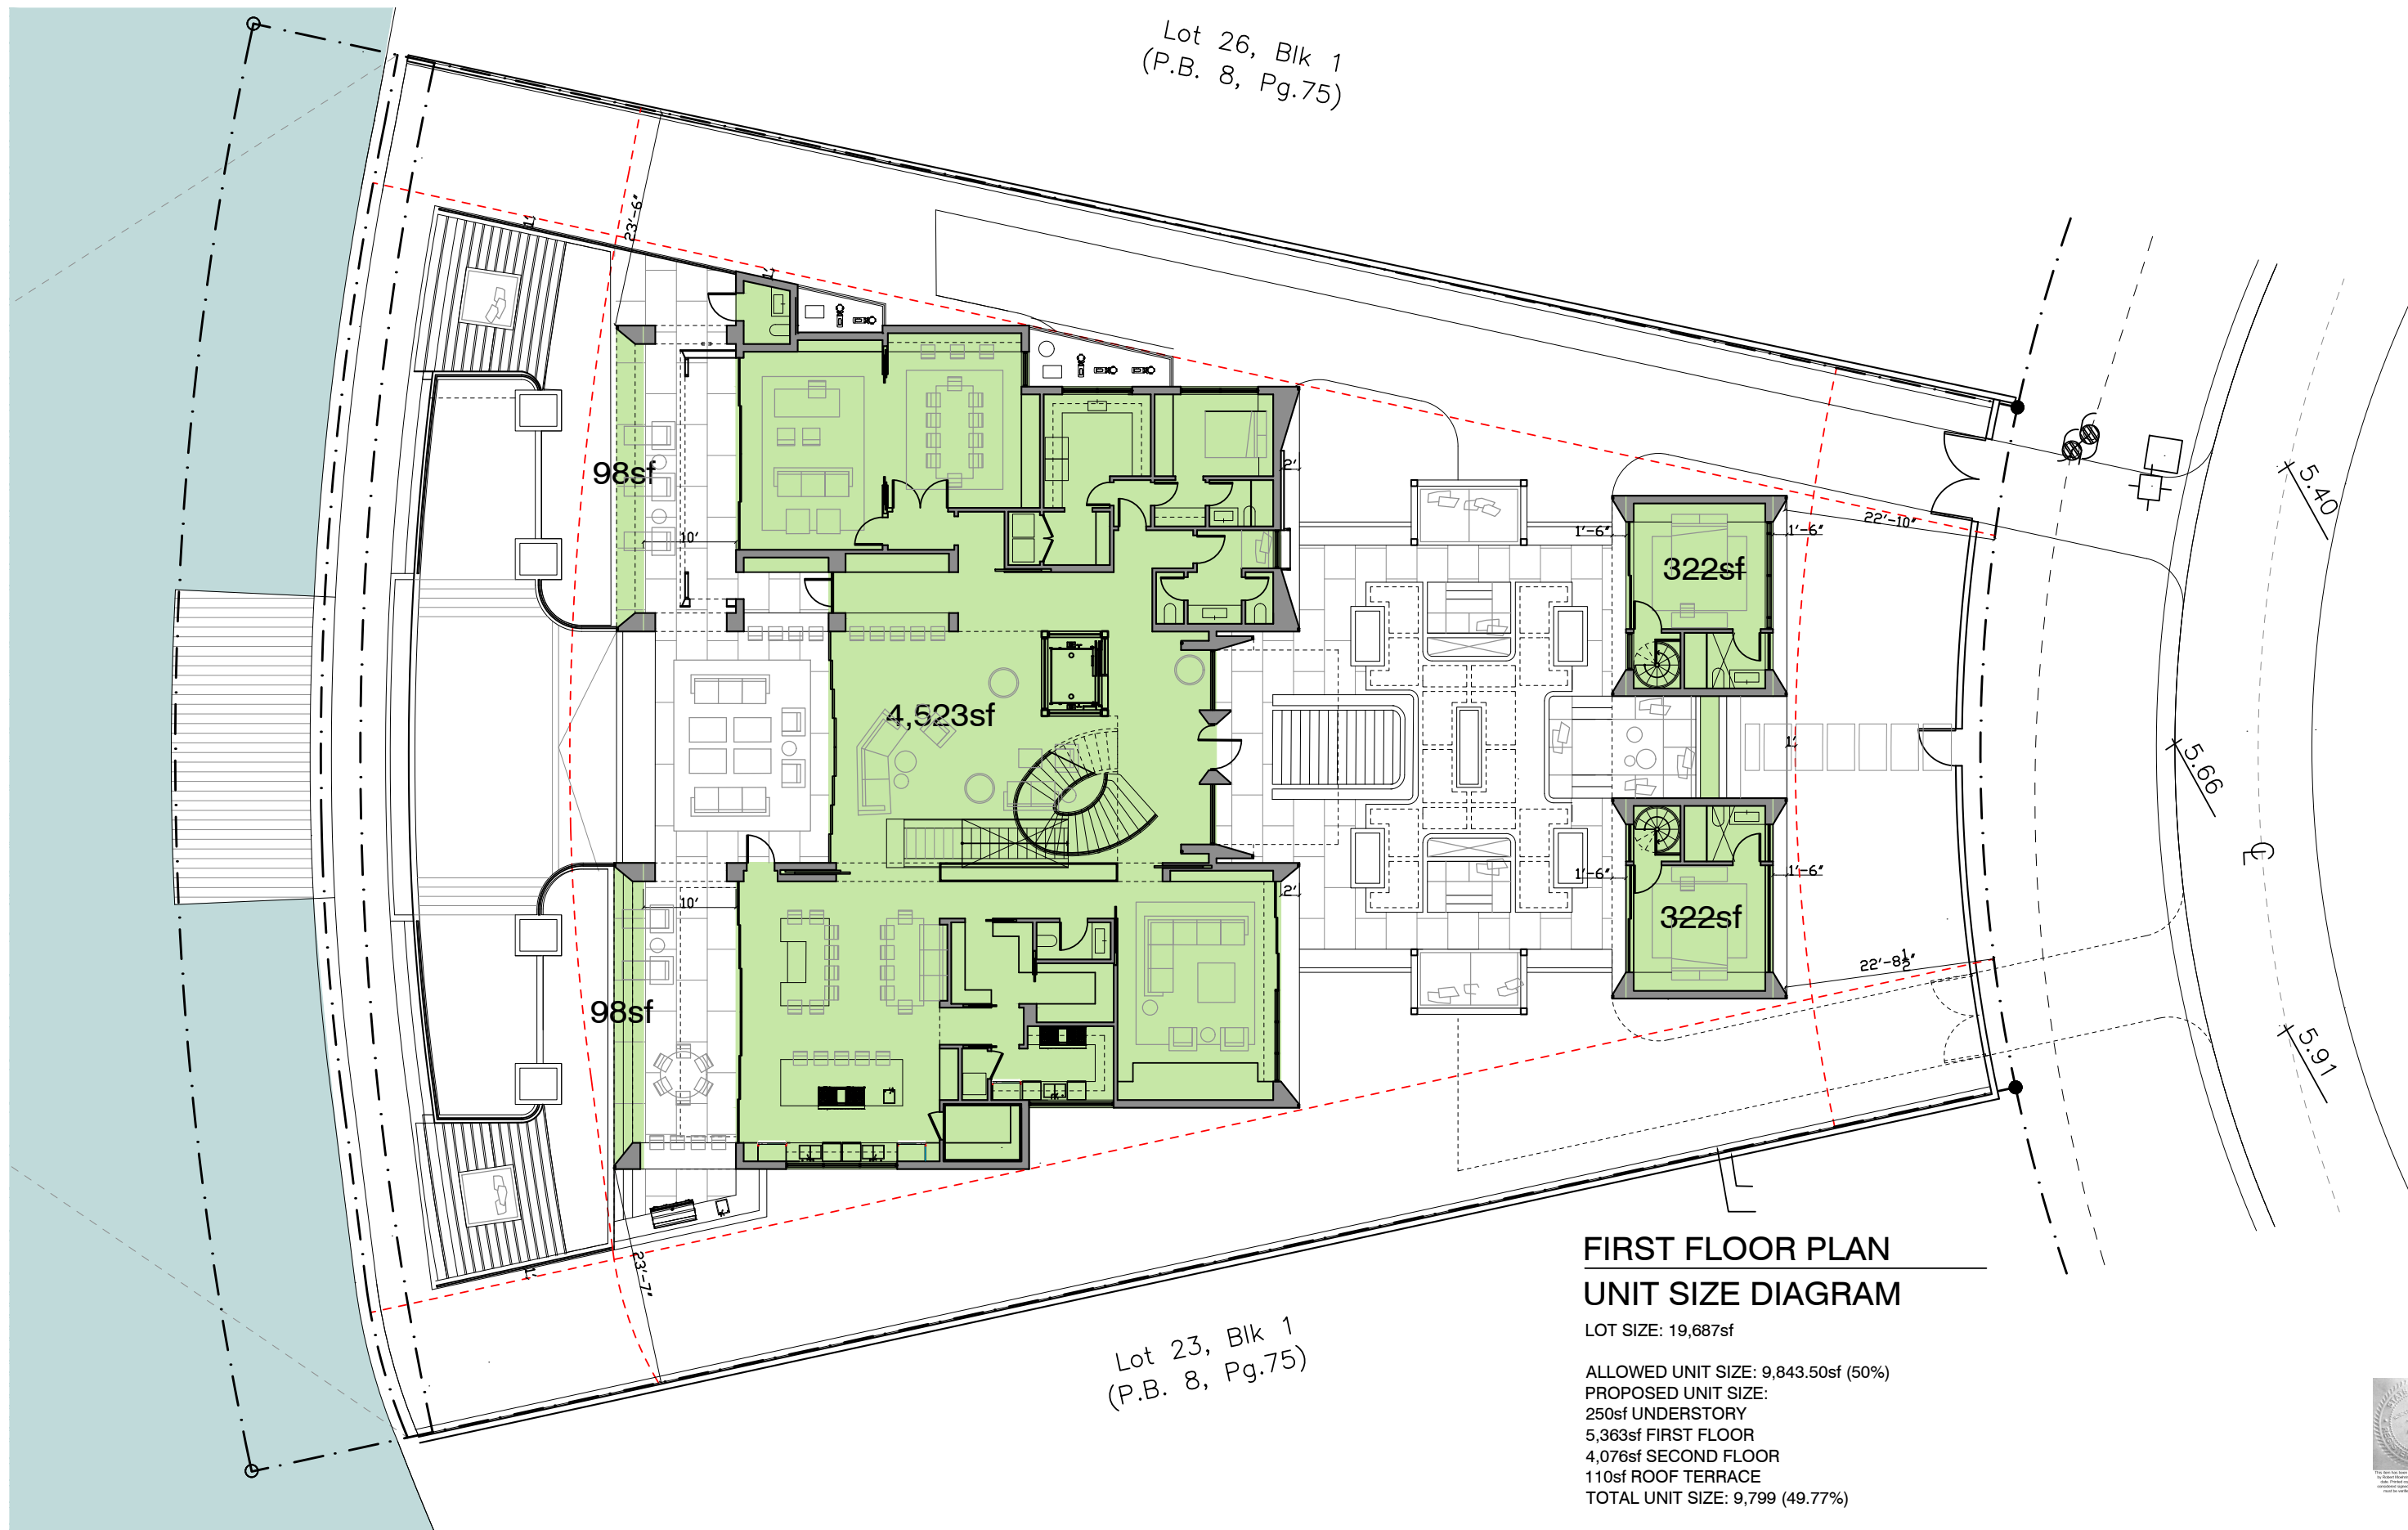 Lot 26, Blk 1
(P.B. 8, Pg.75)
23'-6"
1'
1'
98sf
10'
2'
5.40
22'-10"
1'-6"
1'-6"
322sf
4,523sf
1'
5.66
℄
1'-6"
1'-6"
10'
2'
322sf
98sf
22'-8½"
5.91
23'-7"
1'
Lot 23, Blk 1
(P.B. 8, Pg.75)
FIRST FLOOR PLAN
UNIT SIZE DIAGRAM
LOT SIZE: 19,687sf
ALLOWED UNIT SIZE: 9,843.50sf (50%)
PROPOSED UNIT SIZE:
250sf UNDERSTORY
5,363sf FIRST FLOOR
4,076sf SECOND FLOOR
110sf ROOF TERRACE
TOTAL UNIT SIZE: 9,799 (49.77%)